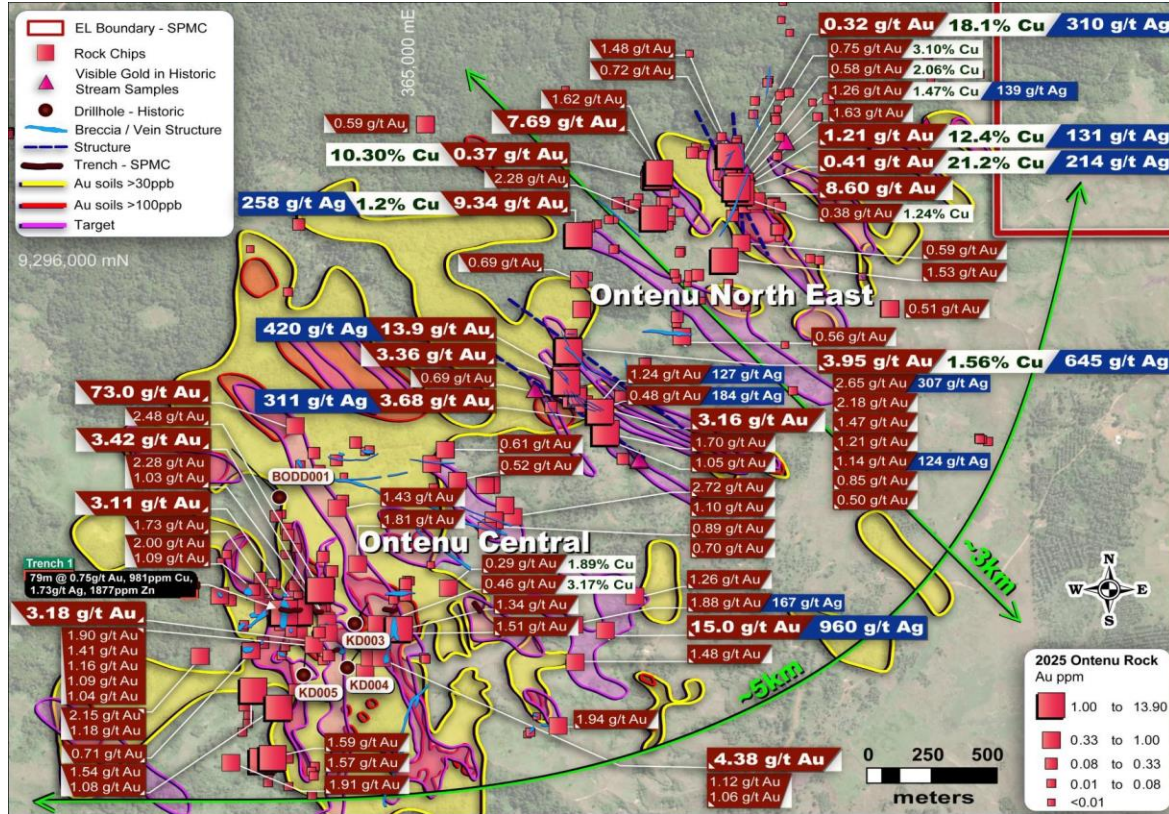 EL Boundary - SPMC
Rock Chips
Visible Gold in Historic
Stream Samples
Drillhole - Historic
Breccia / Vein Structure
Structure
Trench - SPMC
Au soils >30ppb
Au soils >100ppb
Target
365,000 mE
9,296,000 mN
0.32 g/t Au 18.1% Cu 310 g/t Ag
0.75 g/t Au 3.10% Cu
0.58 g/t Au 2.06% Cu
1.26 g/t Au 1.47% Cu 139 g/t Ag
1.63 g/t Au
1.21 g/t Au 12.4% Cu 131 g/t Ag
0.41 g/t Au 21.2% Cu 214 g/t Ag
8.60 g/t Au
0.38 g/t Au 1.24% Cu
0.59 g/t Au
1.53 g/t Au
0.51 g/t Au
0.56 g/t Au
1.48 g/t Au
0.72 g/t Au
1.62 g/t Au
7.69 g/t Au
0.59 g/t Au
10.30% Cu 0.37 g/t Au
2.28 g/t Au
258 g/t Ag 1.2% Cu 9.34 g/t Au
0.69 g/t Au
Ontenu North East
420 g/t Ag 13.9 g/t Au
3.36 g/t Au
0.69 g/t Au
311 g/t Ag 3.68 g/t Au
1.24 g/t Au 127 g/t Ag
0.48 g/t Au 184 g/t Ag
3.95 g/t Au 1.56% Cu 645 g/t Ag
2.65 g/t Au 307 g/t Ag
2.18 g/t Au
1.47 g/t Au
1.21 g/t Au
1.14 g/t Au 124 g/t Ag
0.85 g/t Au
0.50 g/t Au
3.16 g/t Au
1.70 g/t Au
1.05 g/t Au
2.72 g/t Au
1.10 g/t Au
0.89 g/t Au
0.70 g/t Au
73.0 g/t Au
2.48 g/t Au
3.42 g/t Au
2.28 g/t Au
1.03 g/t Au
3.11 g/t Au
1.73 g/t Au
2.00 g/t Au
1.09 g/t Au
BODD001
0.61 g/t Au
0.52 g/t Au
1.43 g/t Au
1.81 g/t Au
Ontenu Central
0.29 g/t Au 1.89% Cu
0.46 g/t Au 3.17% Cu
1.34 g/t Au
1.51 g/t Au
1.26 g/t Au
1.88 g/t Au 167 g/t Ag
15.0 g/t Au 960 g/t Ag
1.48 g/t Au
Trench 1
79m @ 0.75g/t Au, 981ppm Cu,
1.73g/t Ag, 1877ppm Zn
3.18 g/t Au
1.90 g/t Au
1.41 g/t Au
1.16 g/t Au
1.09 g/t Au
1.04 g/t Au
2.15 g/t Au
1.18 g/t Au
0.71 g/t Au
1.54 g/t Au
1.08 g/t Au
KD003
KD004
KD005
1.59 g/t Au
1.57 g/t Au
1.91 g/t Au
1.94 g/t Au
4.38 g/t Au
1.12 g/t Au
1.06 g/t Au
~3km
~5km
N
W E
S
0 250 500
meters
2025 Ontenu Rock
Au ppm
1.00 to 13.90
0.33 to 1.00
0.08 to 0.33
0.01 to 0.08
<0.01